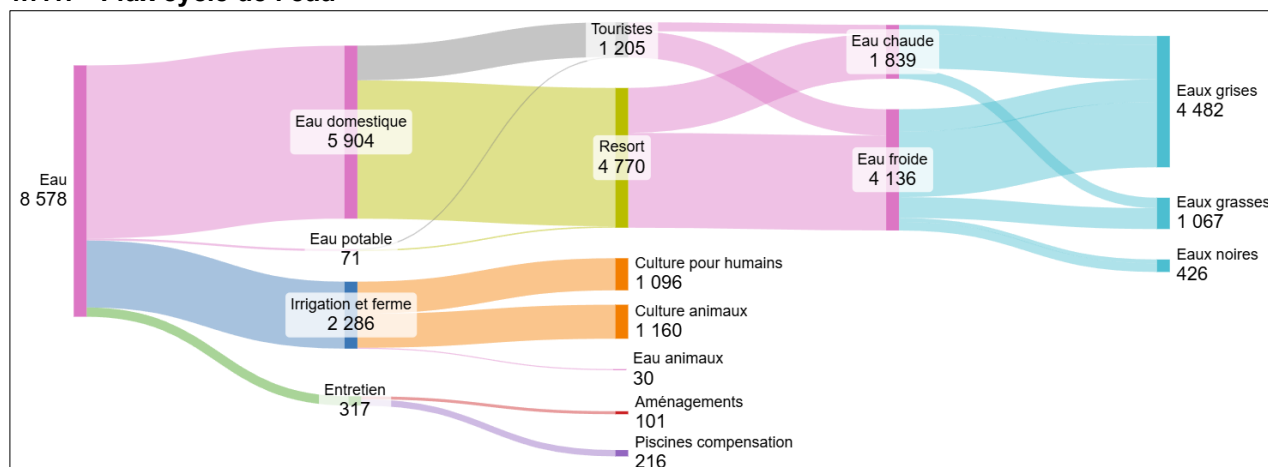 Eau
8 578
Eau domestique
5 904
Eau potable
71
Irrigation et ferme
2 286
Entretien
317
Touristes
1 205
Resort
4 770
Culture pour humains
1 096
Culture animaux
1 160
Eau animaux
30
Aménagements
101
Piscines compensation
216
Eau chaude
1 839
Eau froide
4 136
Eaux grises
4 482
Eaux grasses
1 067
Eaux noires
426